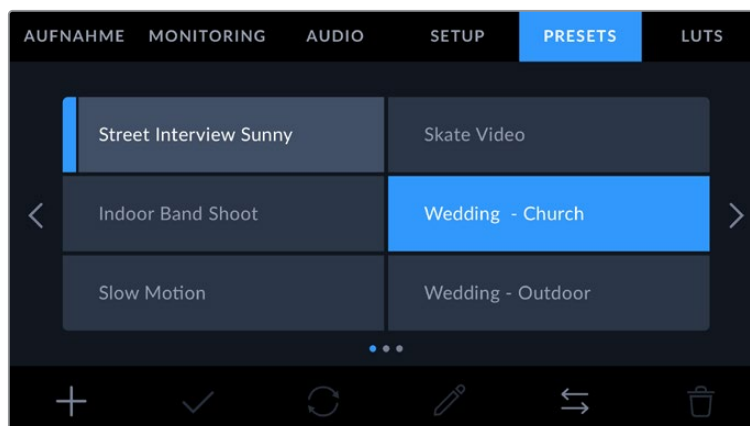 AUFNAHME MONITORING AUDIO SETUP PRESETS LUTS
Street Interview Sunny Skate Video
Indoor Band Shoot Wedding - Church
Slow Motion Wedding - Outdoor